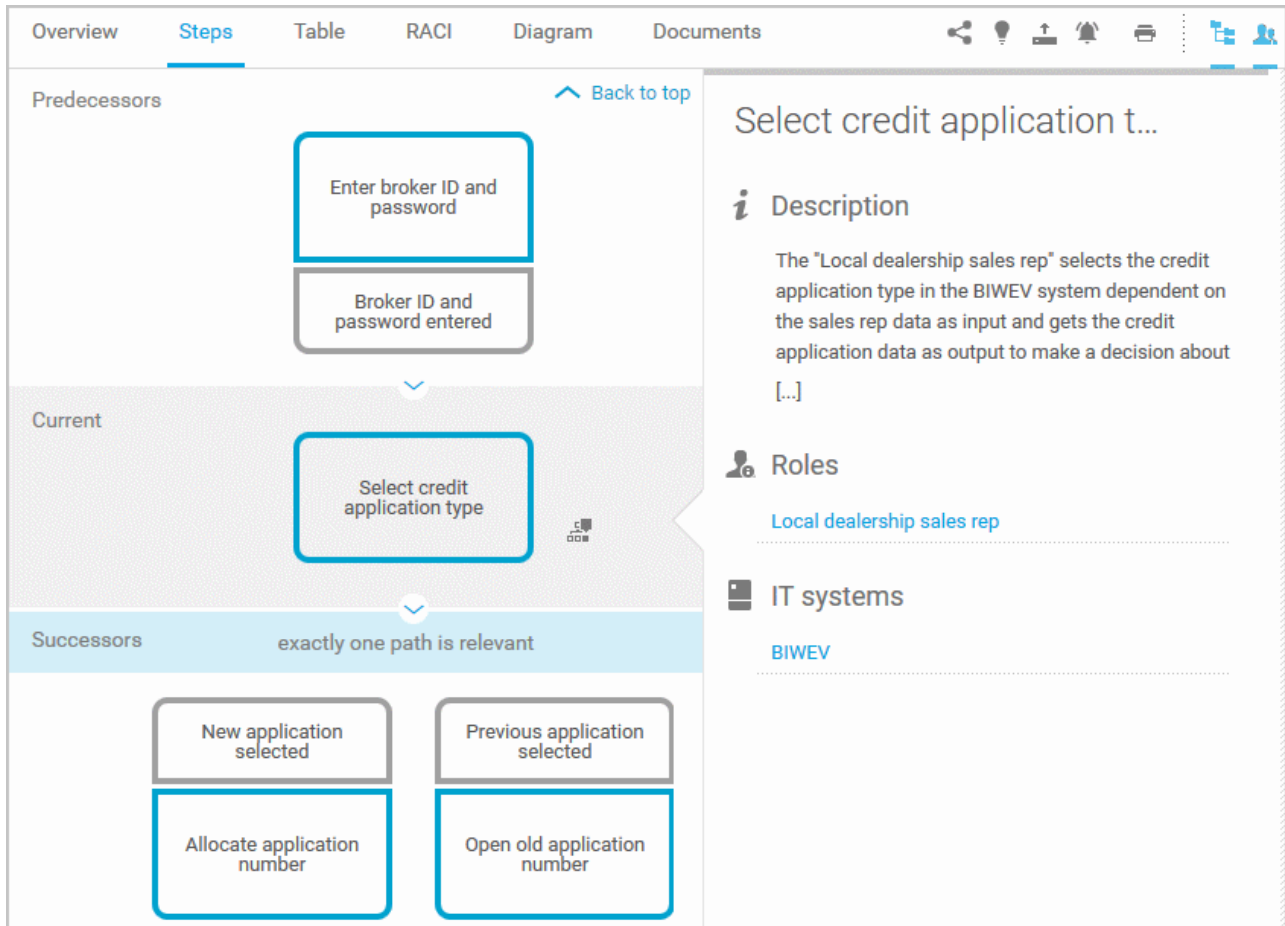 Overview Steps Table RACI Diagram Documents
Predecessors
Back to top
Enter broker ID and
password
Broker ID and
password entered
Current
Select credit
application type
Successors
exactly one path is relevant
New application
selected
Previous application
selected
Allocate application
number
Open old application
number
Select credit application t...
Description
The "Local dealership sales rep" selects the credit
application type in the BIWEV system dependent on
the sales rep data as input and gets the credit
application data as output to make a decision about
[...]
Roles
Local dealership sales rep
IT systems
BIWEV